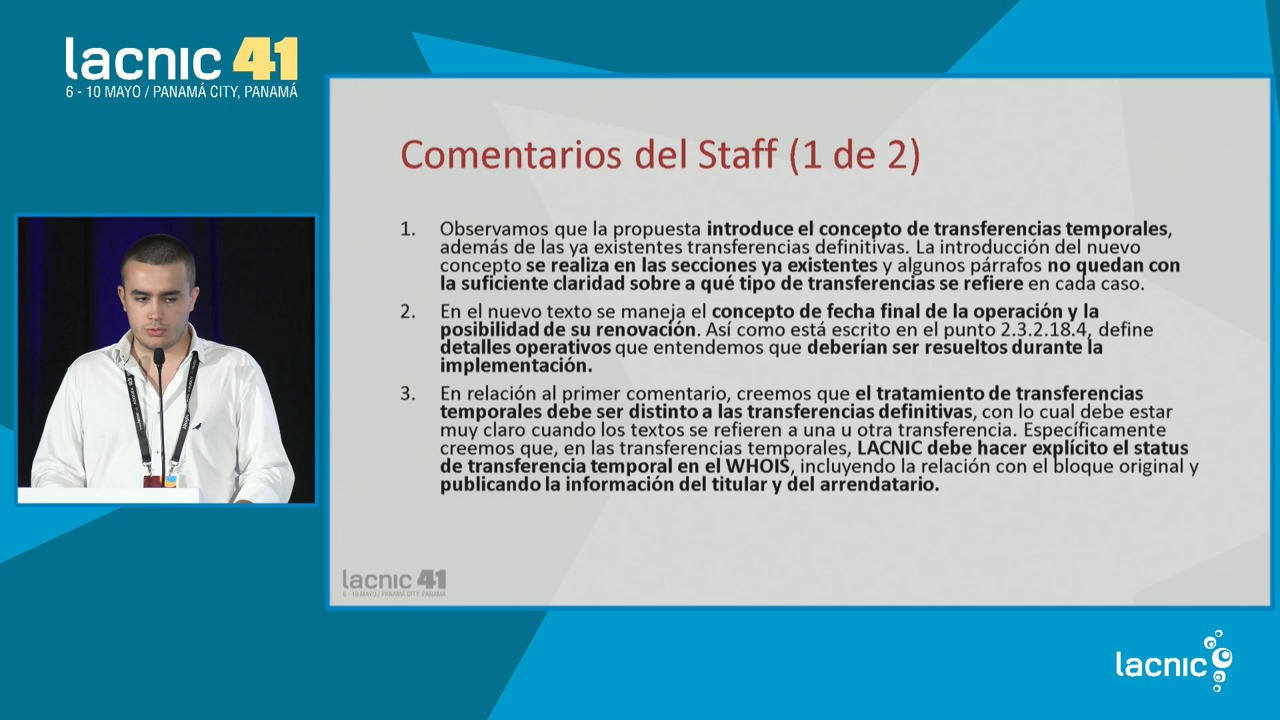 lacnic 41
6 - 10 MAYO / PANAMÁ CITY, PANAMÁ
Comentarios del Staff (1 de 2)
1. Observamos que la propuesta introduce el concepto de transferencias temporales,
además de las ya existentes transferencias definitivas. La introducción del nuevo
concepto se realiza en las secciones ya existentes y algunos párrafos no quedan con
la suficiente claridad sobre a qué tipo de transferencias se refiere en cada caso.
2. En el nuevo texto se maneja el concepto de fecha final de la operación y la
posibilidad de su renovación. Así como está escrito en el punto 2.3.2.18.4, define
detalles operativos que entendemos que deberían ser resueltos durante la
implementación.
3. En relación al primer comentario, creemos que el tratamiento de transferencias
temporales debe ser distinto a las transferencias definitivas, con lo cual debe estar
muy claro cuando los textos se refieren a una u otra transferencia. Específicamente
creemos que, en las transferencias temporales, LACNIC debe hacer explícito el status
de transferencia temporal en el WHOIS, incluyendo la relación con el bloque original y
publicando la información del titular y del arrendatario.
lacnic 41
6 - 10 MAYO / PANAMÁ CITY, PANAMÁ
lacnic